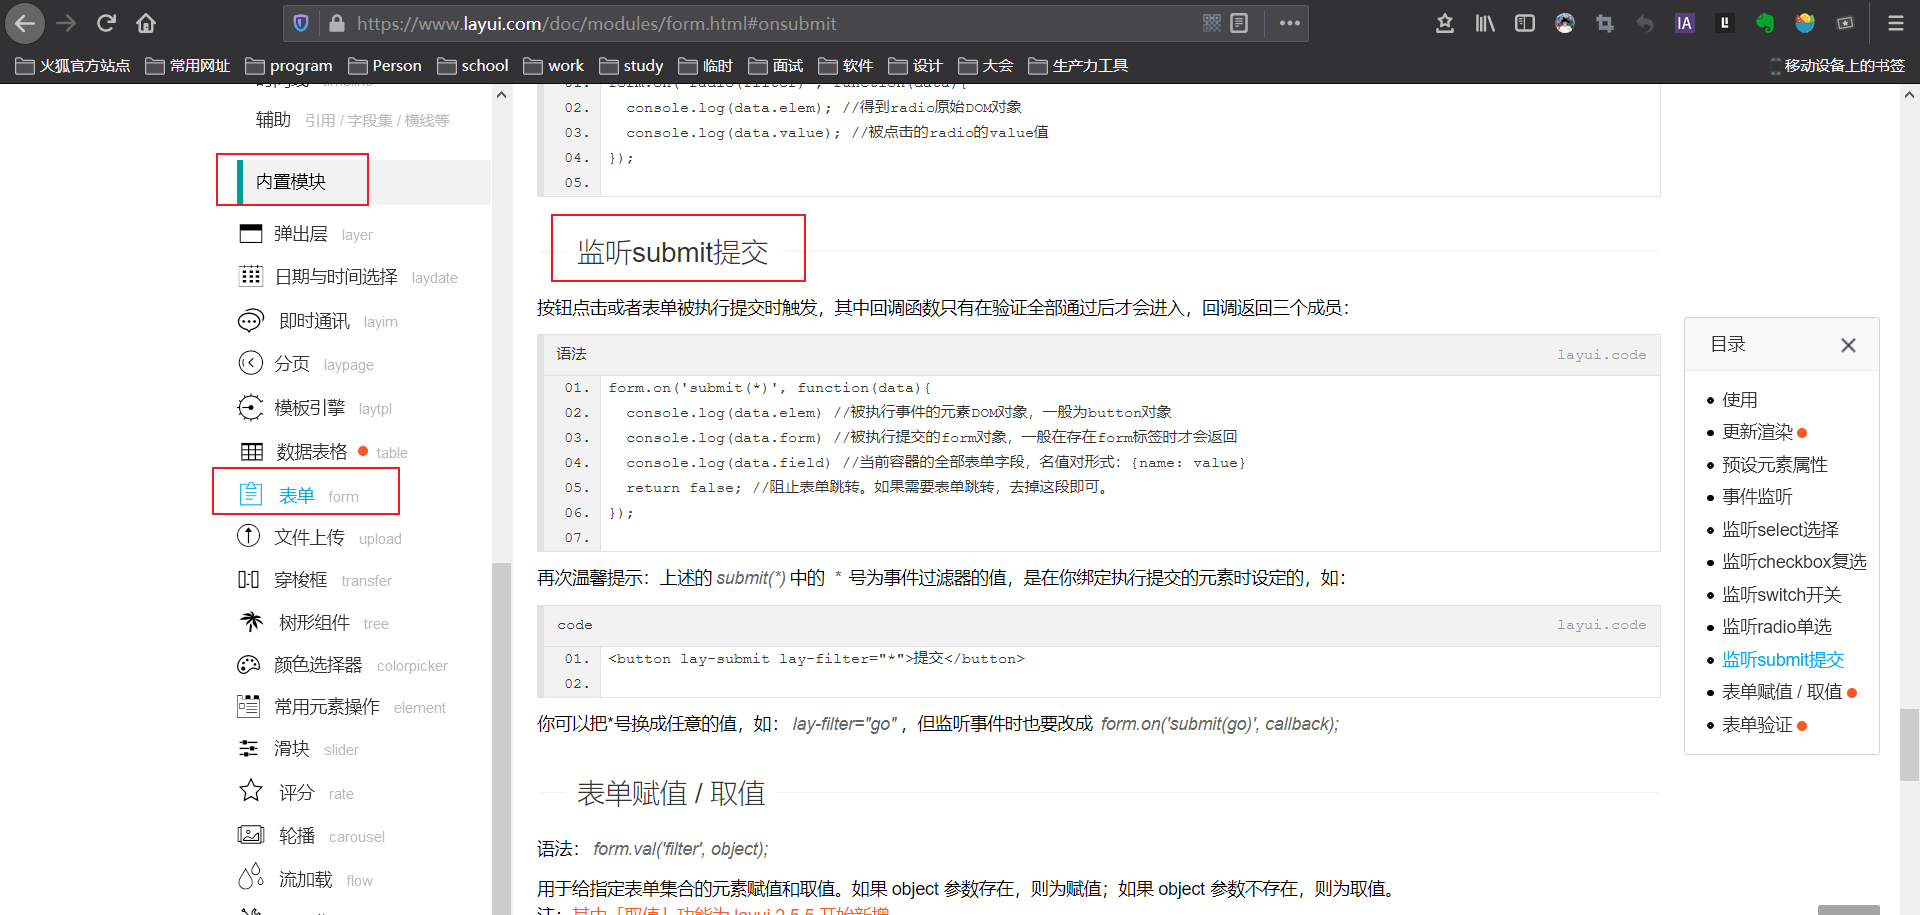 https://www.layui.com/doc/modules/form.html#onsubmit
火狐官方站点 常用网址 program Person school work study 临时 面试 软件 设计 大会 生产力工具 移动设备上的书签
辅助 引用 / 字段集 / 横线等
内置模块
弹出层 layer
日期与时间选择 laydate
即时通讯 layim
分页 laypage
模板引擎 laytpl
数据表格 table
表单 form
文件上传 upload
穿梭框 transfer
树形组件 tree
颜色选择器 colorpicker
常用元素操作 element
滑块 slider
评分 rate
轮播 carousel
流加载 flow
01. form.on('radio(filter)', function(data){
02. console.log(data.elem); //得到radio原始DOM对象
03. console.log(data.value); //被点击的radio的value值
04. });
05.
监听submit提交
按钮点击或者表单被执行提交时触发，其中回调函数只有在验证全部通过后才会进入，回调返回三个成员：
语法 layui.code
01. form.on('submit(*)', function(data){
02. console.log(data.elem) //被执行事件的元素DOM对象，一般为button对象
03. console.log(data.form) //被执行提交的form对象，一般在存在form标签时才会返回
04. console.log(data.field) //当前容器的全部表单字段，名值对形式：{name: value}
05. return false; //阻止表单跳转。如果需要表单跳转，去掉这段即可。
06. });
07.
再次温馨提示：上述的 submit(*) 中的 * 号为事件过滤器的值，是在你绑定执行提交的元素时设定的，如：
code layui.code
01. <button lay-submit lay-filter="*">提交</button>
02.
你可以把*号换成任意的值，如： lay-filter="go" ，但监听事件时也要改成 form.on('submit(go)', callback);
表单赋值 / 取值
语法： form.val('filter', object);
用于给指定表单集合的元素赋值和取值。如果 object 参数存在，则为赋值；如果 object 参数不存在，则为取值。
注：其中「取值」功能为 layui 2.5.5 开始新增
目录
使用
更新渲染
预设元素属性
事件监听
监听select选择
监听checkbox复选
监听switch开关
监听radio单选
监听submit提交
表单赋值 / 取值
表单验证